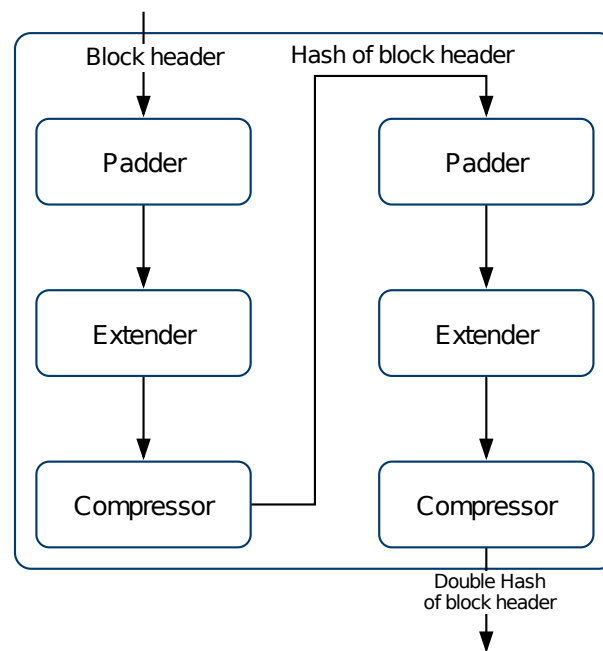 Block header
Hash of block header
Padder
Padder
Extender
Extender
Compressor
Compressor
Double Hash
of block header